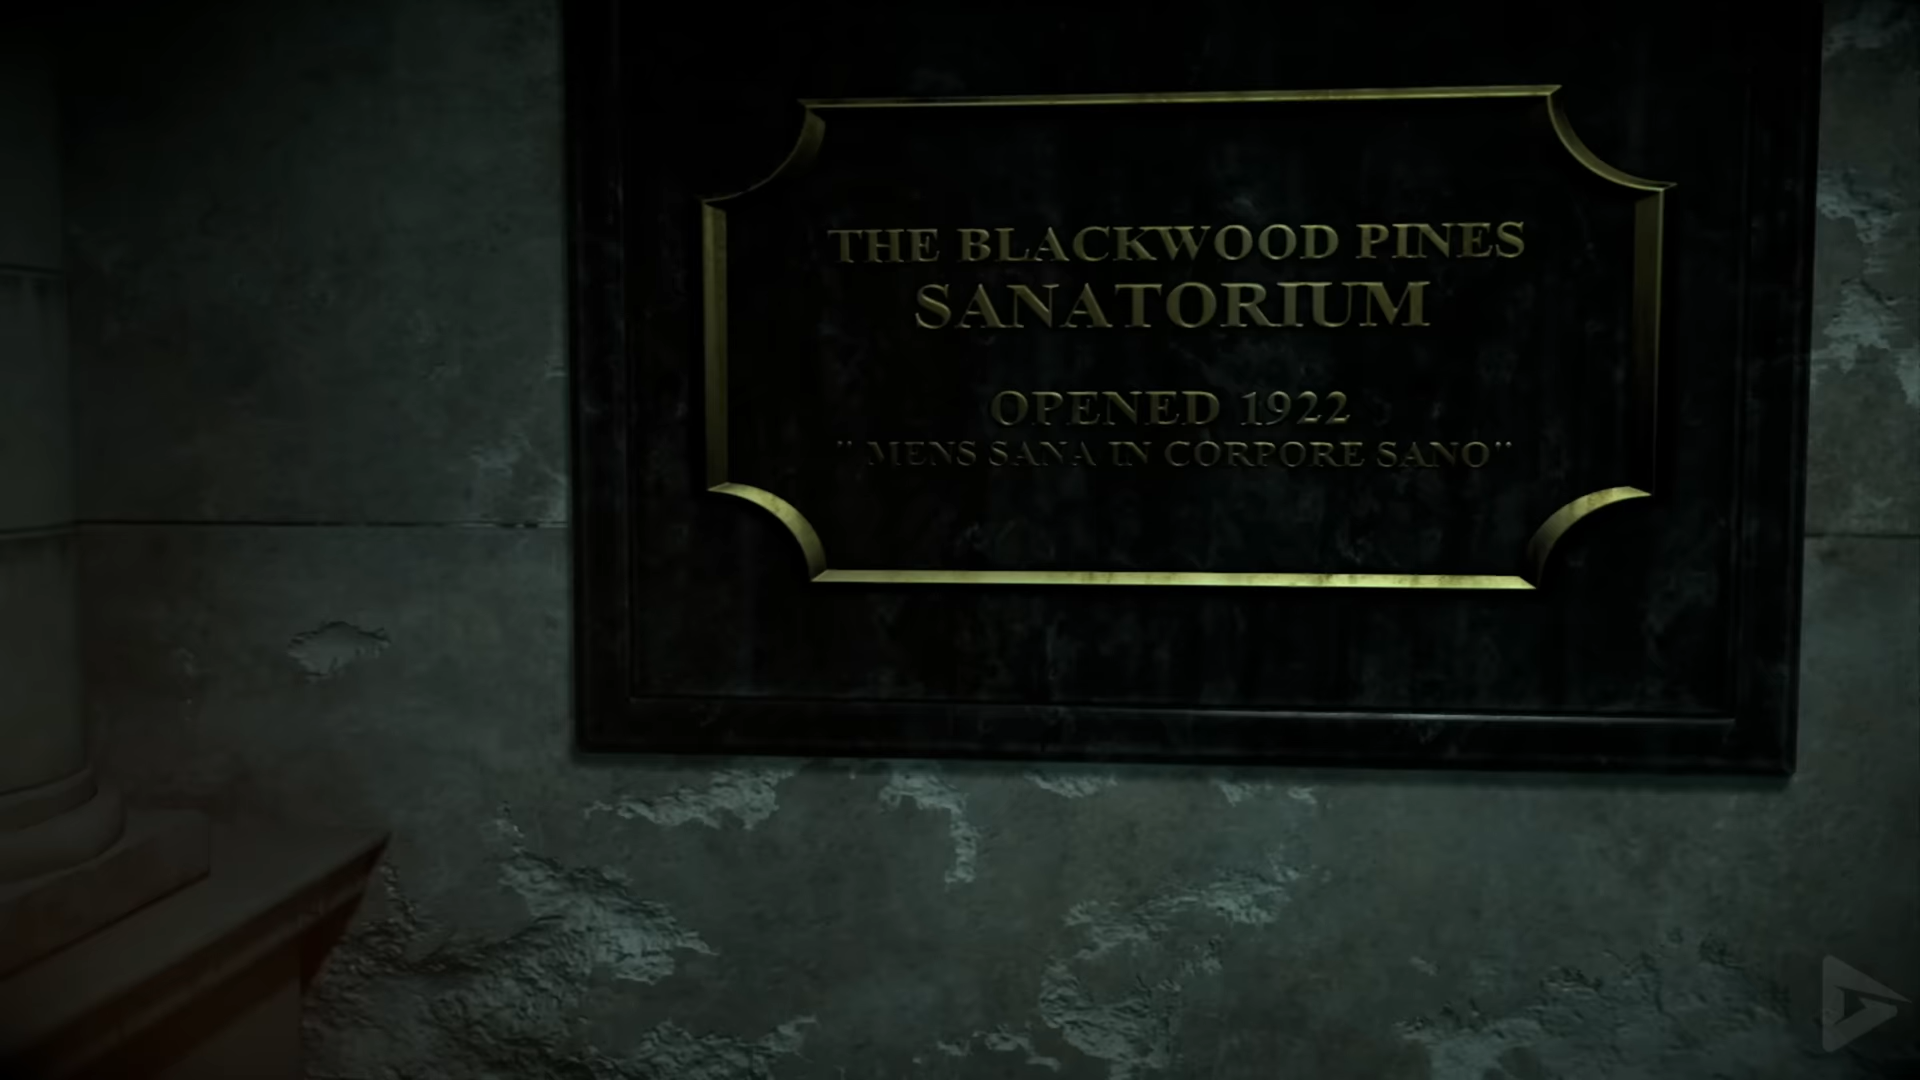 THE BLACKWOOD PINES
SANATORIUM
OPENED 1922
" MENS SANA IN CORPORE SANO"